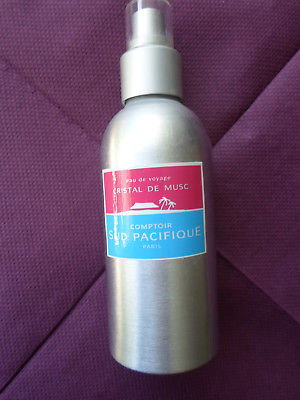 eau de voyage
CRISTAL DE MUSC
COMPTOIR
SUD PACIFIQUE
PARIS